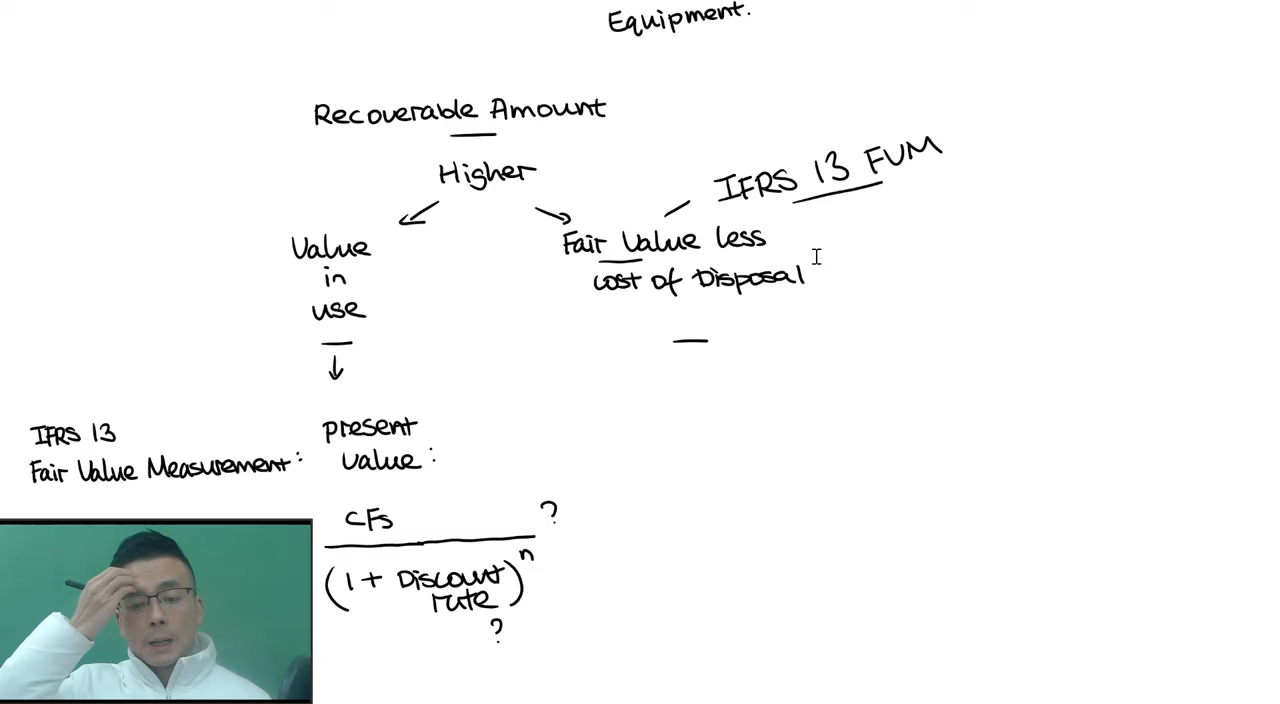 Equipment.
Recoverable Amount
Higher
IFRS 13 FVM
Value
in
use
Fair Value less
cost of Disposal
IFRS 13
Fair Value Measurement:
present
value:
CFs
?
(1 + Discount
rate)
n
?